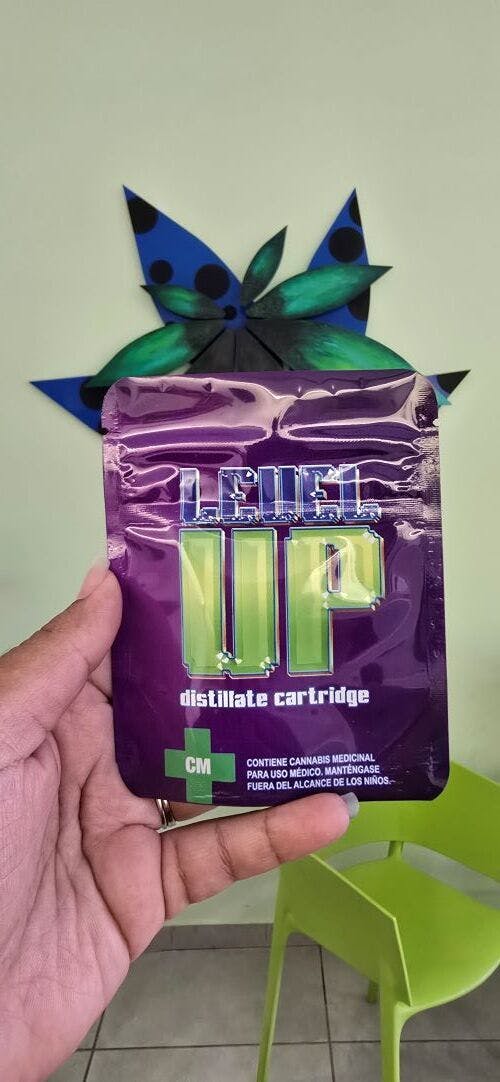 LEVEL
UP
distillate cartridge
CM
CONTIENE CANNABIS MEDICINAL
PARA USO MÉDICO. MANTÉNGASE
FUERA DEL ALCANCE DE LOS NIÑOS.